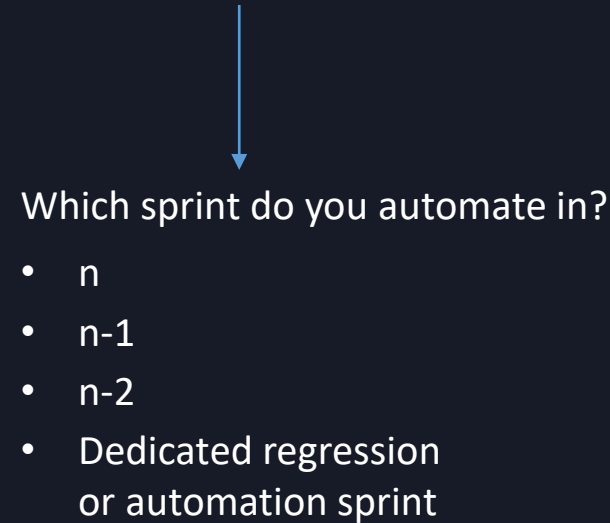 Which sprint do you automate in?
• n
• n-1
• n-2
• Dedicated regression
or automation sprint